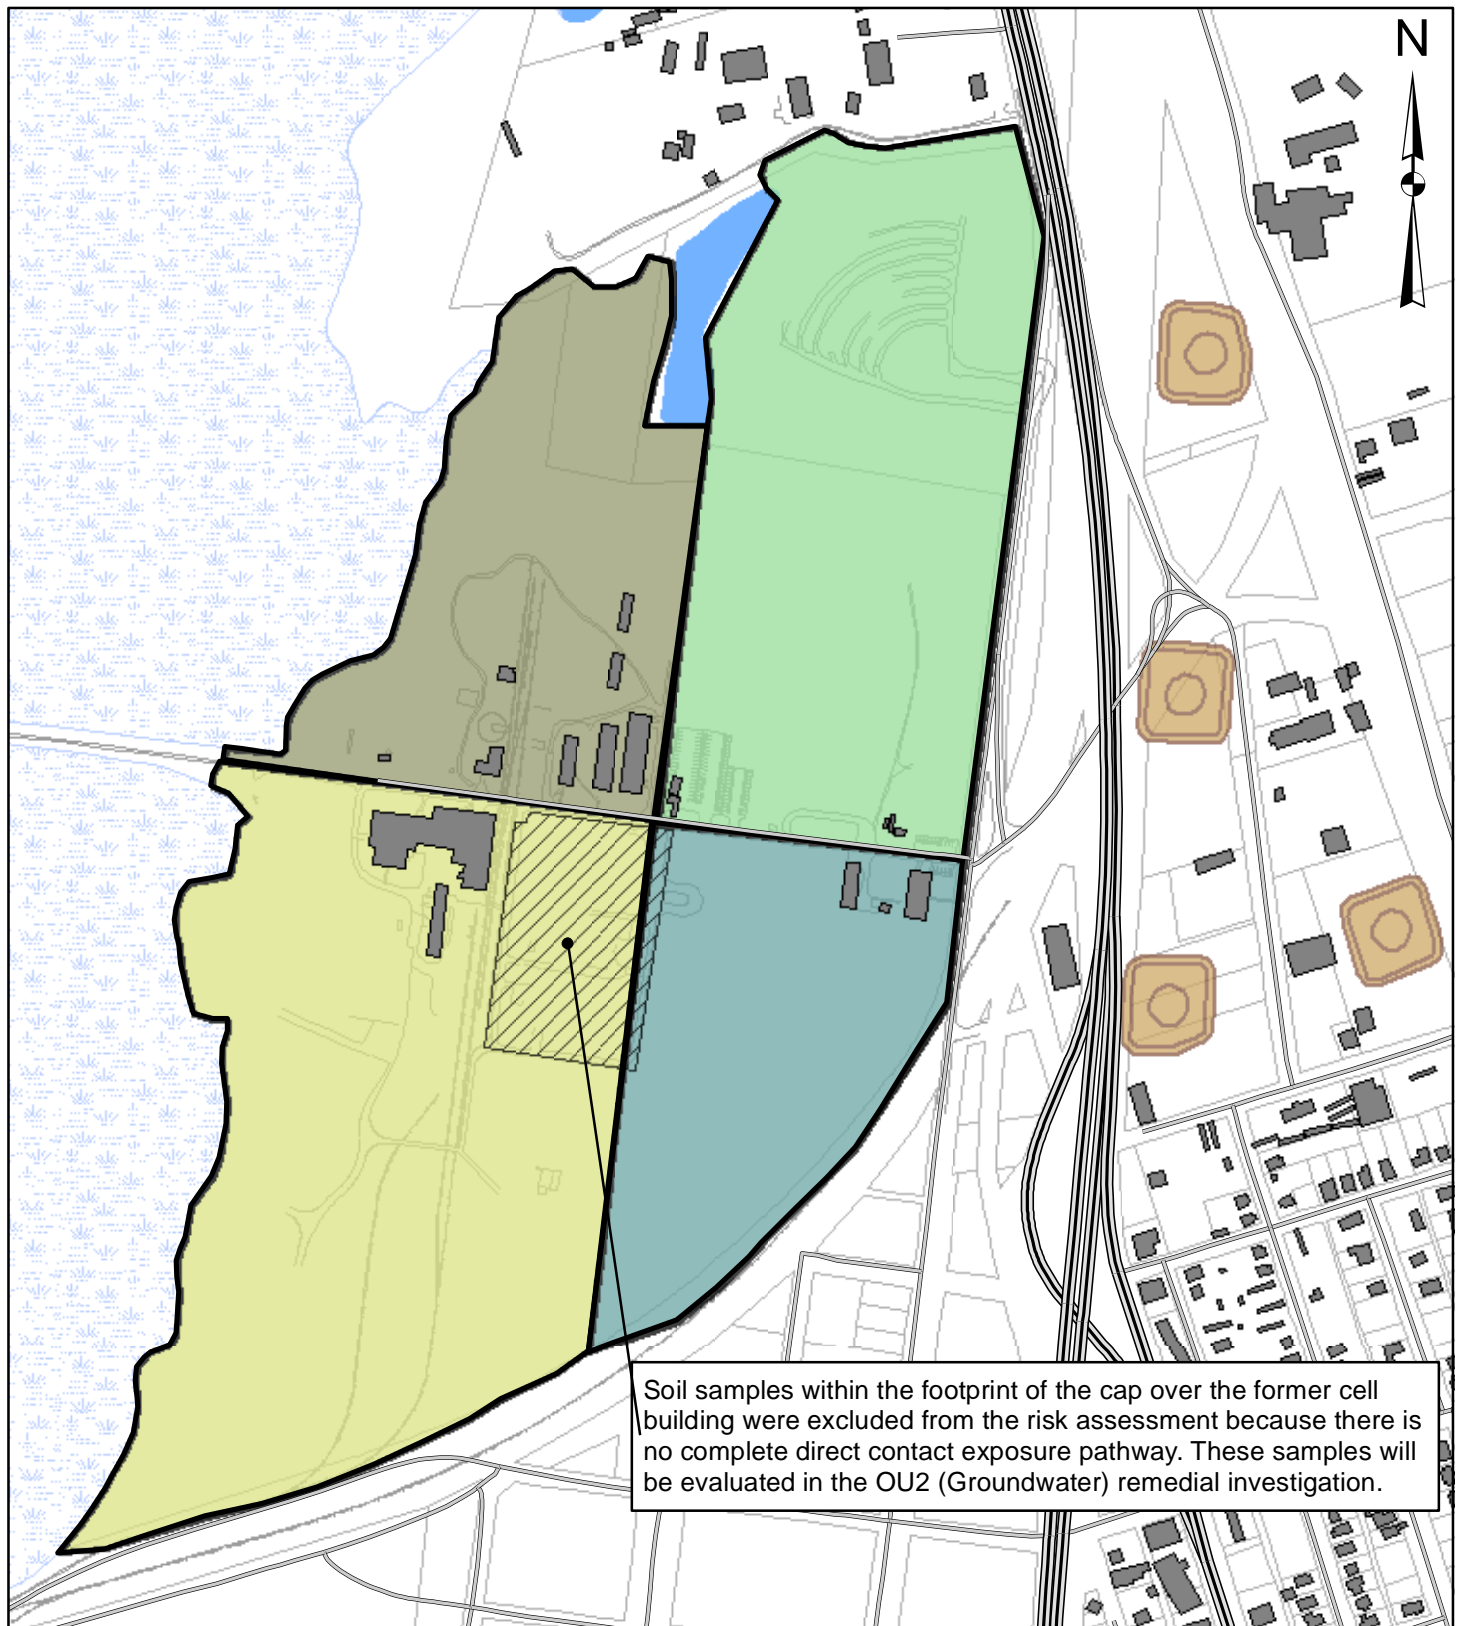 N
Soil samples within the footprint of the cap over the former cell
building were excluded from the risk assessment because there is
no complete direct contact exposure pathway. These samples will
be evaluated in the OU2 (Groundwater) remedial investigation.